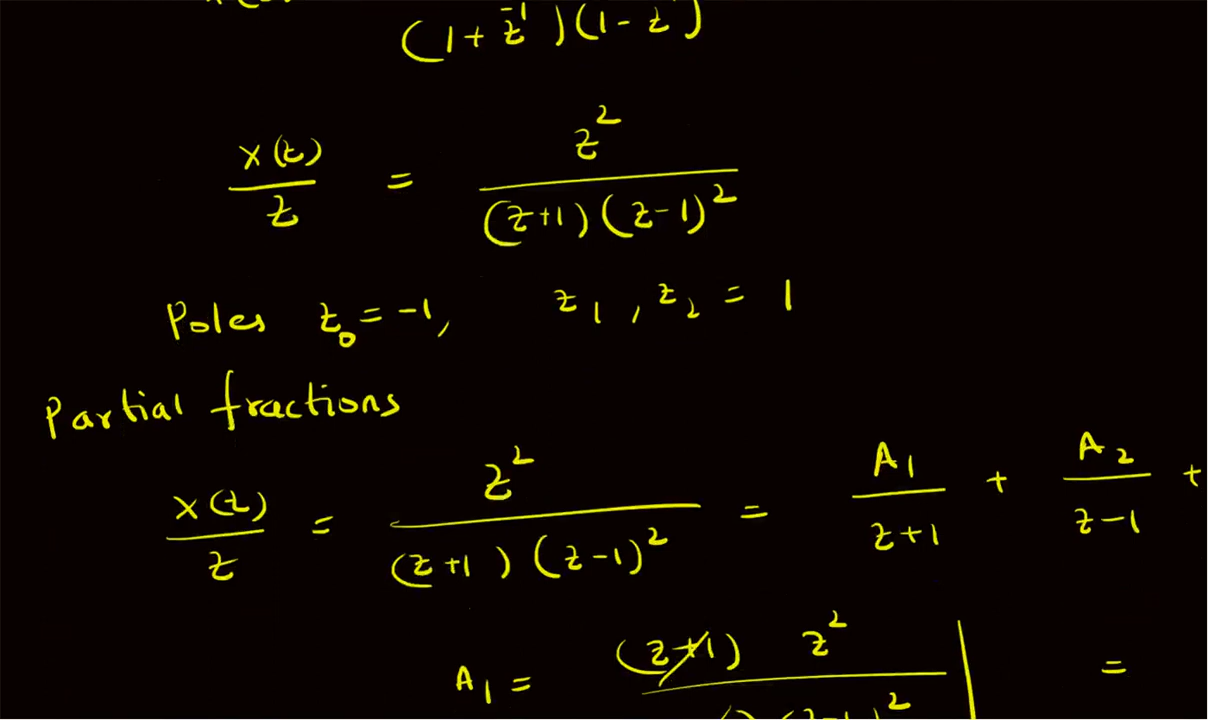 (1 + z⁻¹)(1 - z
X(z)/z = z²/((z+1)(z-1)²)
Poles z₀ = -1, z₁, z₂ = 1
Partial fractions
X(z)/z = z²/((z+1)(z-1)²) = A₁/(z+1) + A₂/(z-1) +
A₁ = (z+1) z² / (z-1)² | =